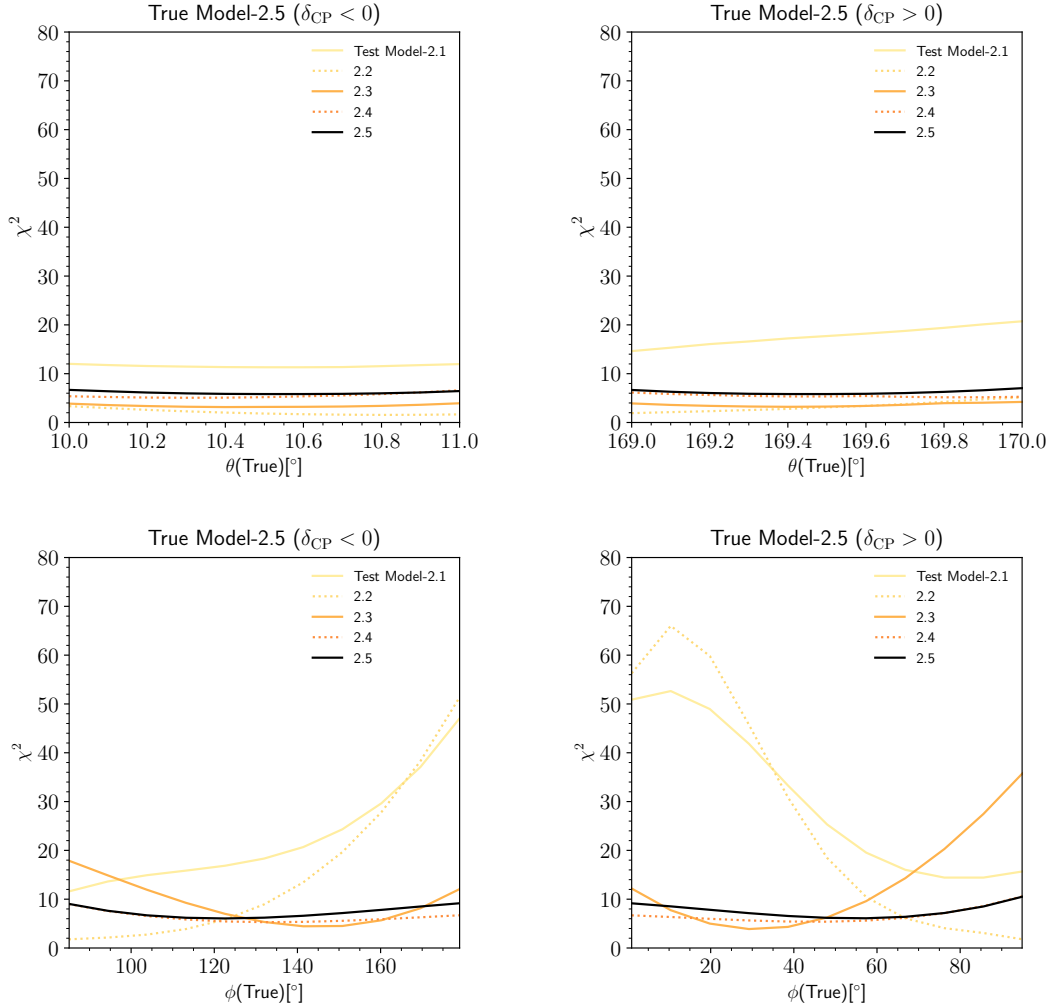 True Model-2.5 (δCP < 0)
80
70
60
50
40
30
20
10
0
χ²
Test Model-2.1
2.2
2.3
2.4
2.5
10.0 10.2 10.4 10.6 10.8 11.0
θ(True)[°]
True Model-2.5 (δCP > 0)
80
70
60
50
40
30
20
10
0
χ²
Test Model-2.1
2.2
2.3
2.4
2.5
169.0 169.2 169.4 169.6 169.8 170.0
θ(True)[°]
True Model-2.5 (δCP < 0)
80
70
60
50
40
30
20
10
0
χ²
Test Model-2.1
2.2
2.3
2.4
2.5
100 120 140 160
ϕ(True)[°]
True Model-2.5 (δCP > 0)
80
70
60
50
40
30
20
10
0
χ²
Test Model-2.1
2.2
2.3
2.4
2.5
20 40 60 80
ϕ(True)[°]